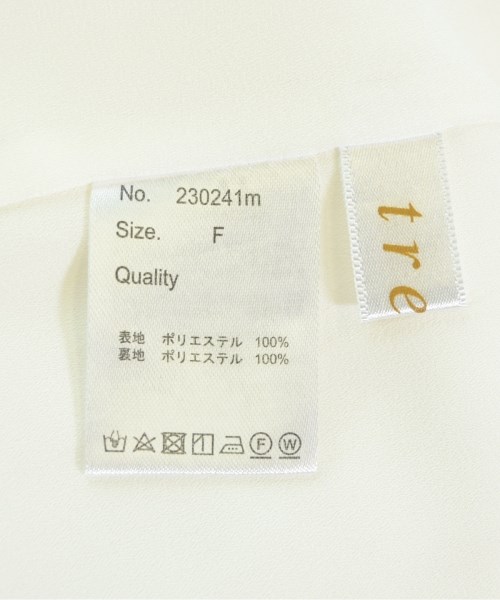 No. 230241m
Size. F
Quality
表地 ポリエステル 100%
裏地 ポリエステル 100%
F W
tre